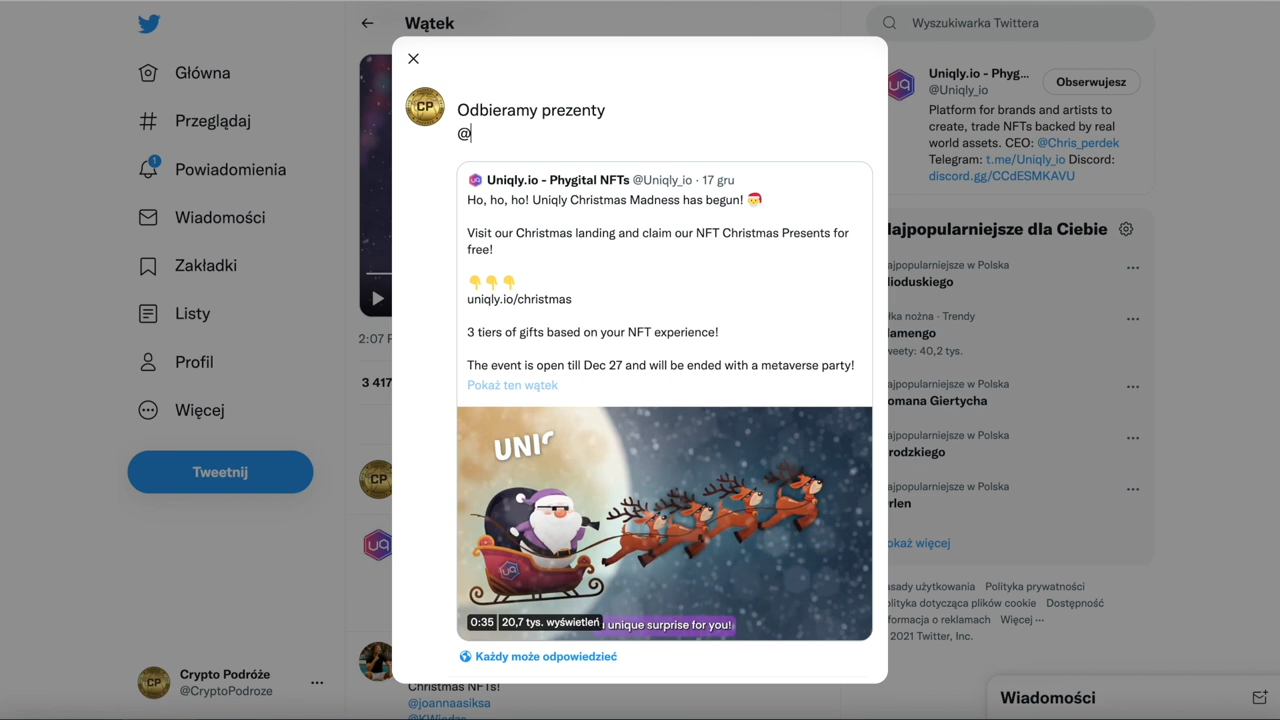 Wątek
Wyszukiwarka Twittera
Główna
Przeglądaj
1
Powiadomienia
Wiadomości
Zakładki
Listy
Profil
Więcej
Tweetnij
Crypto Podróże
@CryptoPodroze
CP
Odbieramy prezenty
@
Uniqly.io - Phygital NFTs @Uniqly_io · 17 gru
Ho, ho, ho! Uniqly Christmas Madness has begun!
Visit our Christmas landing and claim our NFT Christmas Presents for
free!
uniqly.io/christmas
3 tiers of gifts based on your NFT experience!
The event is open till Dec 27 and will be ended with a metaverse party!
Pokaż ten wątek
0:35 20,7 tys. wyświetleń
unique surprise for you!
Każdy może odpowiedzieć
2:07
3 417
CP
Christmas NFTs!
@joannaasiksa
Uniqly.io - Phyg...
@Uniqly_io
Obserwujesz
Platform for brands and artists to
create, trade NFTs backed by real
world assets. CEO: @Chris_perdek
Telegram: t.me/Uniqly_io Discord:
discord.gg/CCdESMKAVU
ajpopularniejsze dla Ciebie
ajpopularniejsze w Polska
lioduskiego
łka nożna · Trendy
lamengo
weety: 40,2 tys.
ajpopularniejsze w Polska
omana Giertycha
ajpopularniejsze w Polska
rodzkiego
ajpopularniejsze w Polska
rlen
okaż więcej
asady użytkowania Polityka prywatności
olityka dotycząca plików cookie Dostępność
formacja o reklamach Więcej ···
2021 Twitter, Inc.
Wiadomości